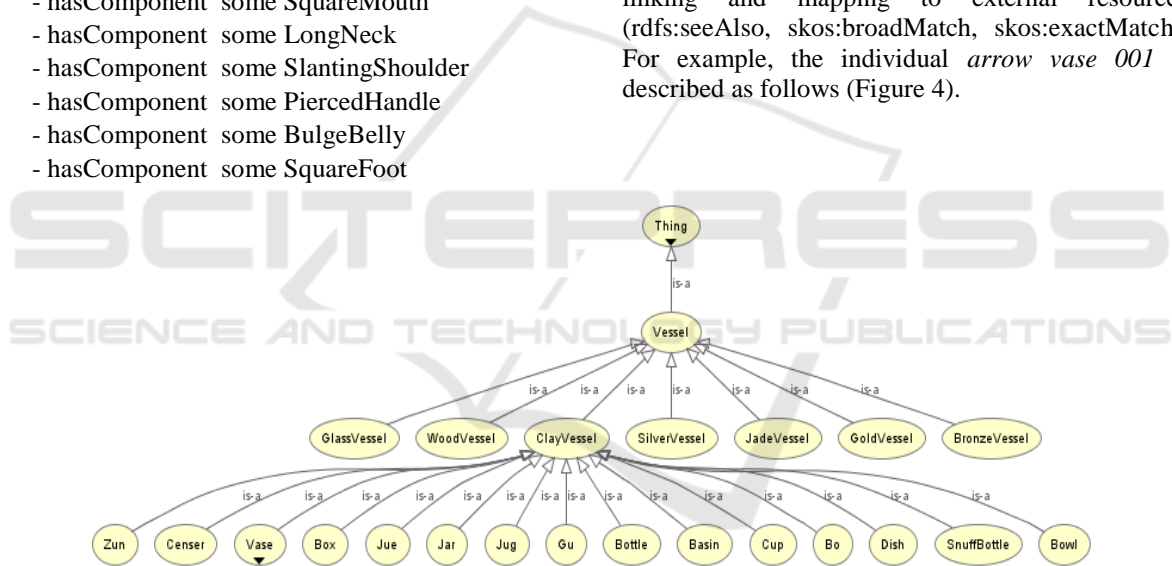 - hasComponent some SquareMouth
- hasComponent some LongNeck
- hasComponent some SlantingShoulder
- hasComponent some PiercedHandle
- hasComponent some BulgeBelly
- hasComponent some SquareFoot
linking and mapping to external resourc
(rdfs:seeAlso, skos:broadMatch, skos:exactMatch
For example, the individual arrow vase 001
described as follows (Figure 4).
SCITEPRESS
SCIENCE AND TECHNOLOGY PUBLICATIONS
Thing
is-a
Vessel
is-a is-a is-a is-a is-a is-a is-a
GlassVessel WoodVessel ClayVessel SilverVessel JadeVessel GoldVessel BronzeVessel
is-a is-a is-a is-a is-a is-a is-a is-a is-a is-a is-a is-a is-a is-a is-a
Zun Censer Vase Box Jue Jar Jug Gu Bottle Basin Cup Bo Dish SnuffBottle Bowl